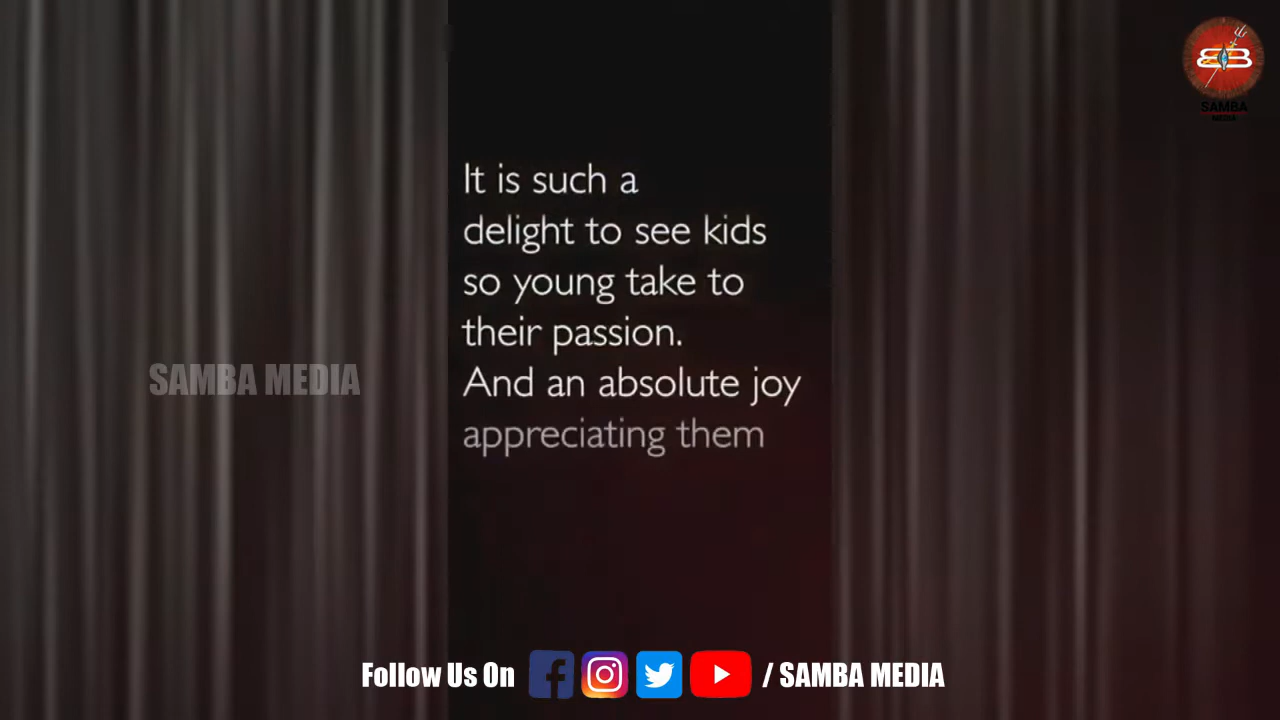 SAMBA
MEDIA
It is such a
delight to see kids
so young take to
their passion.
And an absolute joy
appreciating them
SAMBA MEDIA
Follow Us On / SAMBA MEDIA